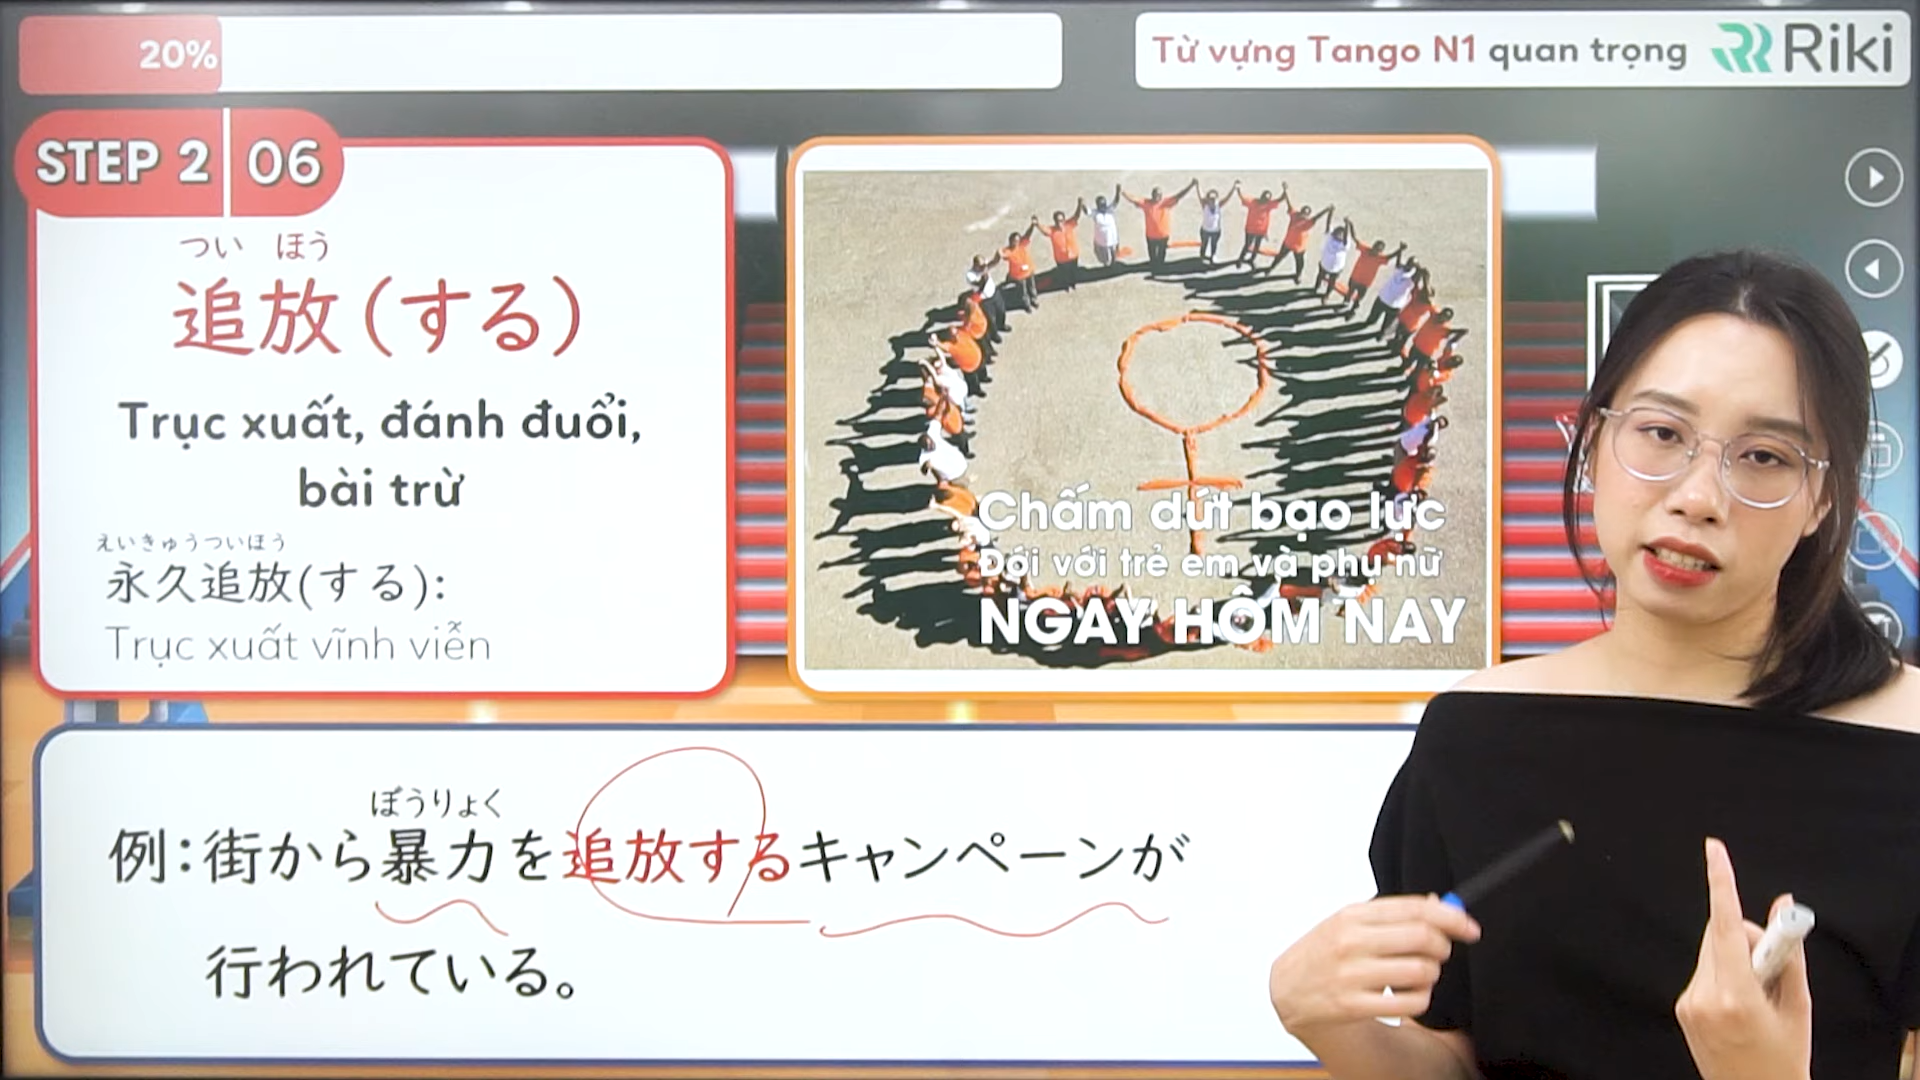 20%
Từ vựng Tango N1 quan trọng
Riki
STEP 2 06
つい ほう
追放(する)
Trục xuất, đánh đuổi,
bài trừ
えいきゅうついほう
永久追放(する):
Trục xuất vĩnh viễn
Chấm dứt bạo lực
Đối với trẻ em và phụ nữ
NGAY HÔM NAY
ぼうりょく
例:街から暴力を追放するキャンペーンが
行われている。